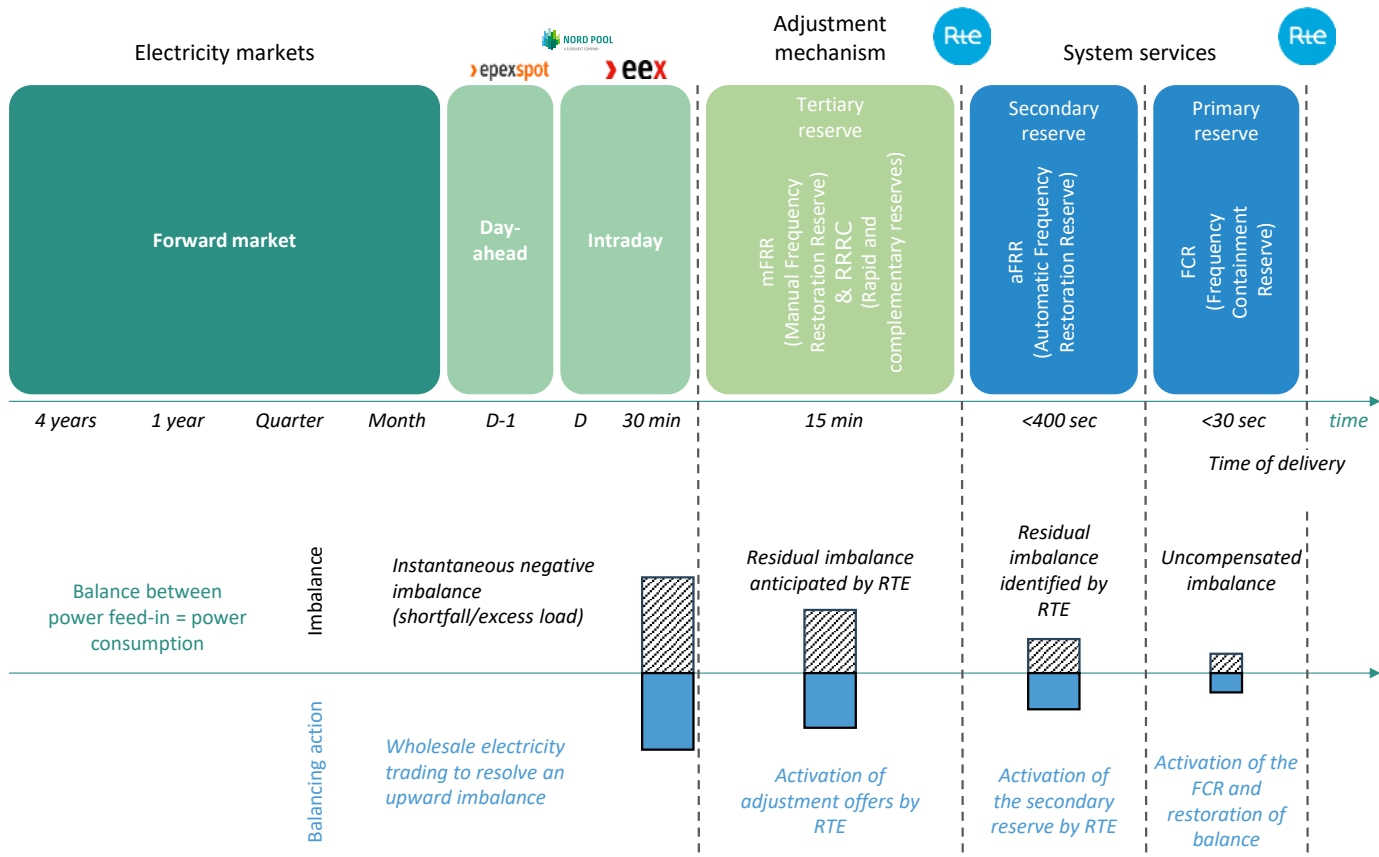 Electricity markets
NORD POOL
A EURONEXT COMPANY
epexspot
eex
Adjustment
mechanism
Rte
System services
Rte
Forward market
Day-
ahead
Intraday
Tertiary
reserve
mFRR
(Manual Frequency
Restoration Reserve)
& RRRC
(Rapid and
complementary reserves)
Secondary
reserve
aFRR
(Automatic Frequency
Restoration Reserve)
Primary
reserve
FCR
(Frequency
Containment
Reserve)
4 years
1 year
Quarter
Month
D-1
D
30 min
15 min
<400 sec
<30 sec
time
Time of delivery
Balance between
power feed-in = power
consumption
Imbalance
Instantaneous negative
imbalance
(shortfall/excess load)
Residual imbalance
anticipated by RTE
Residual
imbalance
identified by
RTE
Uncompensated
imbalance
Balancing action
Wholesale electricity
trading to resolve an
upward imbalance
Activation of
adjustment offers by
RTE
Activation of
the secondary
reserve by RTE
Activation of the
FCR and
restoration of
balance